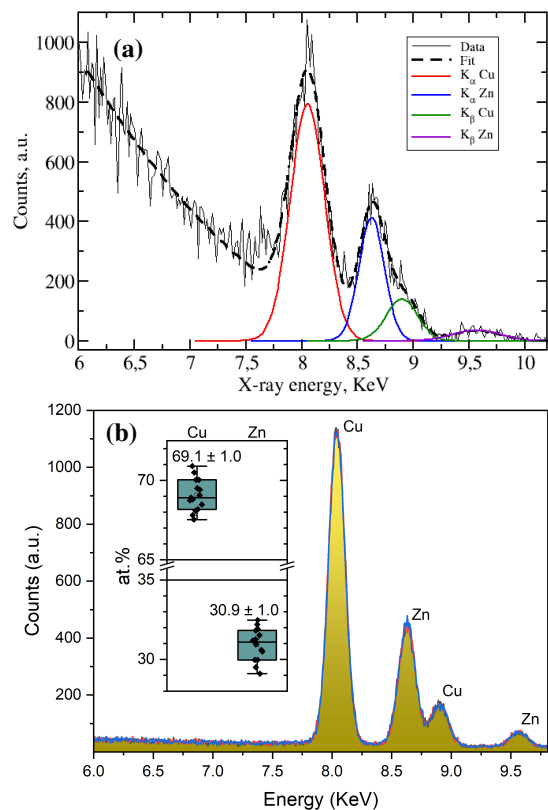 (a)
Data
Fit
Kα Cu
Kα Zn
Kβ Cu
Kβ Zn
1000
800
600
400
200
0
Counts, a.u.
6 6,5 7 7,5 8 8,5 9 9,5 10
X-ray energy, KeV
(b)
Cu Zn
69.1 ± 1.0
70
65
35
30.9 ± 1.0
30
at.%
Cu
Zn
Cu
Zn
1200
1000
800
600
400
200
Counts (a.u.)
6.0 6.5 7.0 7.5 8.0 8.5 9.0 9.5
Energy (KeV)